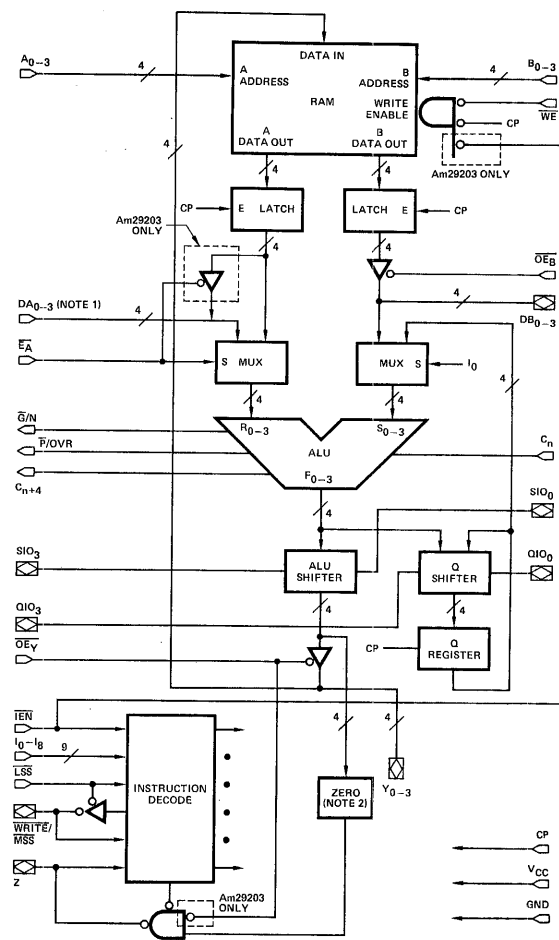 DATA IN
A0–3
4
A
ADDRESS
B
ADDRESS
4
B0–3
RAM
WRITE
ENABLE
WE
CP
A
DATA OUT
B
DATA OUT
4
Am29203 ONLY
4
4
CP
E LATCH
LATCH E
CP
Am29203
ONLY
4
4
OEB
DA0–3 (NOTE 1)
4
4
DB0–3
EA
S MUX
MUX S
I0
4
4
4
G/N
R0–3
S0–3
P/OVR
ALU
Cn
Cn+4
F0–3
4
SIO0
SIO3
ALU
SHIFTER
Q
SHIFTER
QIO0
QIO3
4
4
OEY
CP
Q
REGISTER
IEN
4
4
I0–I8
9
LSS
INSTRUCTION
DECODE
ZERO
(NOTE 2)
Y0–3
WRITE/
MSS
CP
Z
Am29203
ONLY
VCC
GND